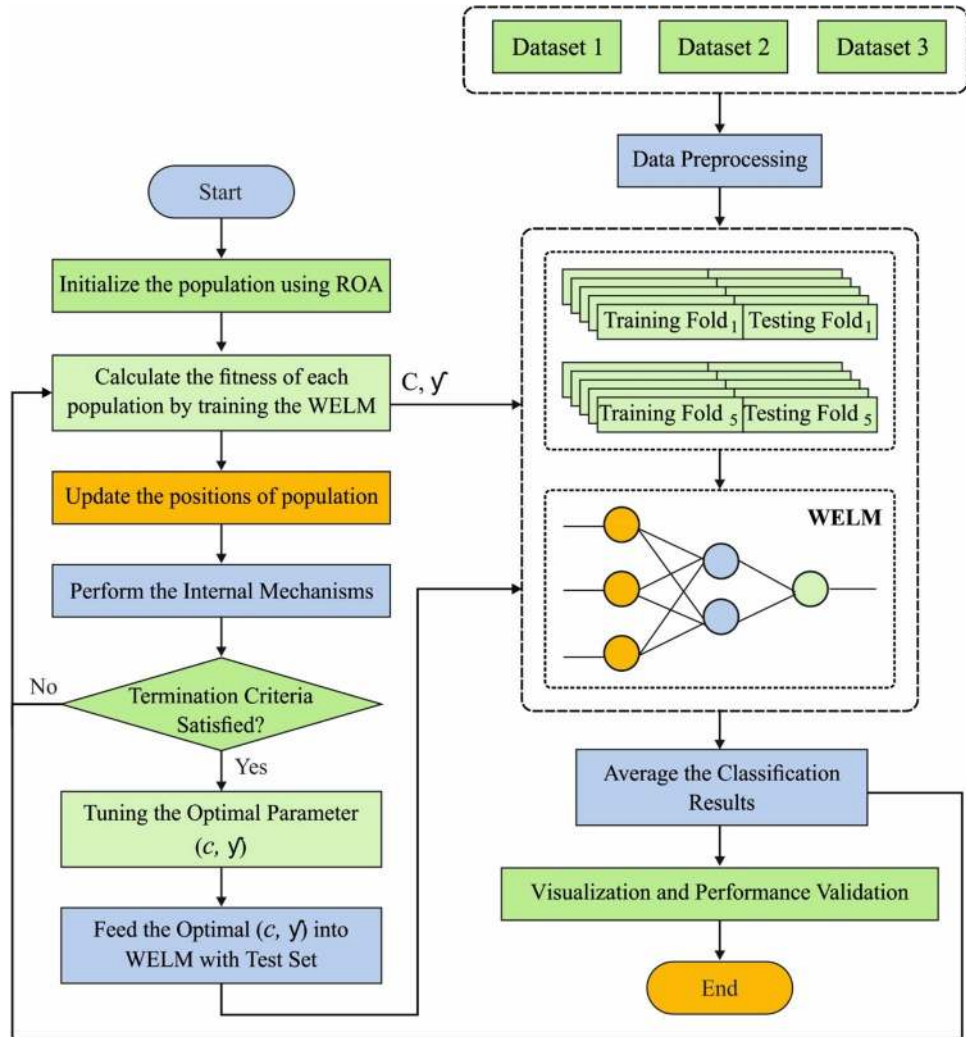 Dataset 1
Dataset 2
Dataset 3
Data Preprocessing
Start
Initialize the population using ROA
Calculate the fitness of each
population by training the WELM
C, γ
Update the positions of population
Perform the Internal Mechanisms
No
Termination Criteria
Satisfied?
Yes
Tuning the Optimal Parameter
(c, γ)
Feed the Optimal (c, γ) into
WELM with Test Set
Training Fold 1
Testing Fold 1
Training Fold 5
Testing Fold 5
WELM
Average the Classification
Results
Visualization and Performance Validation
End